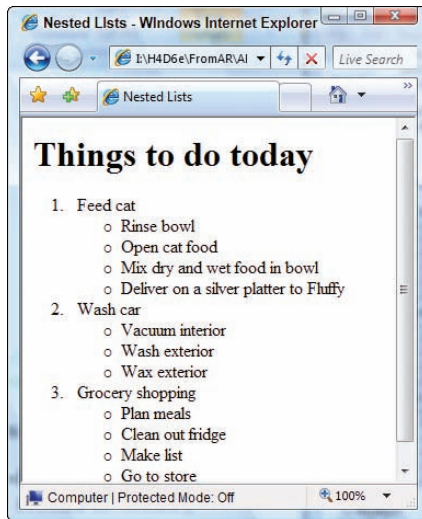 Nested LIsts - WIndows Internet Explorer
I:\H4D6e\FromAR\Al
Live Search
Nested Lists
Things to do today
1. Feed cat
○ Rinse bowl
○ Open cat food
○ Mix dry and wet food in bowl
○ Deliver on a silver platter to Fluffy
2. Wash car
○ Vacuum interior
○ Wash exterior
○ Wax exterior
3. Grocery shopping
○ Plan meals
○ Clean out fridge
○ Make list
○ Go to store
Computer | Protected Mode: Off
100%